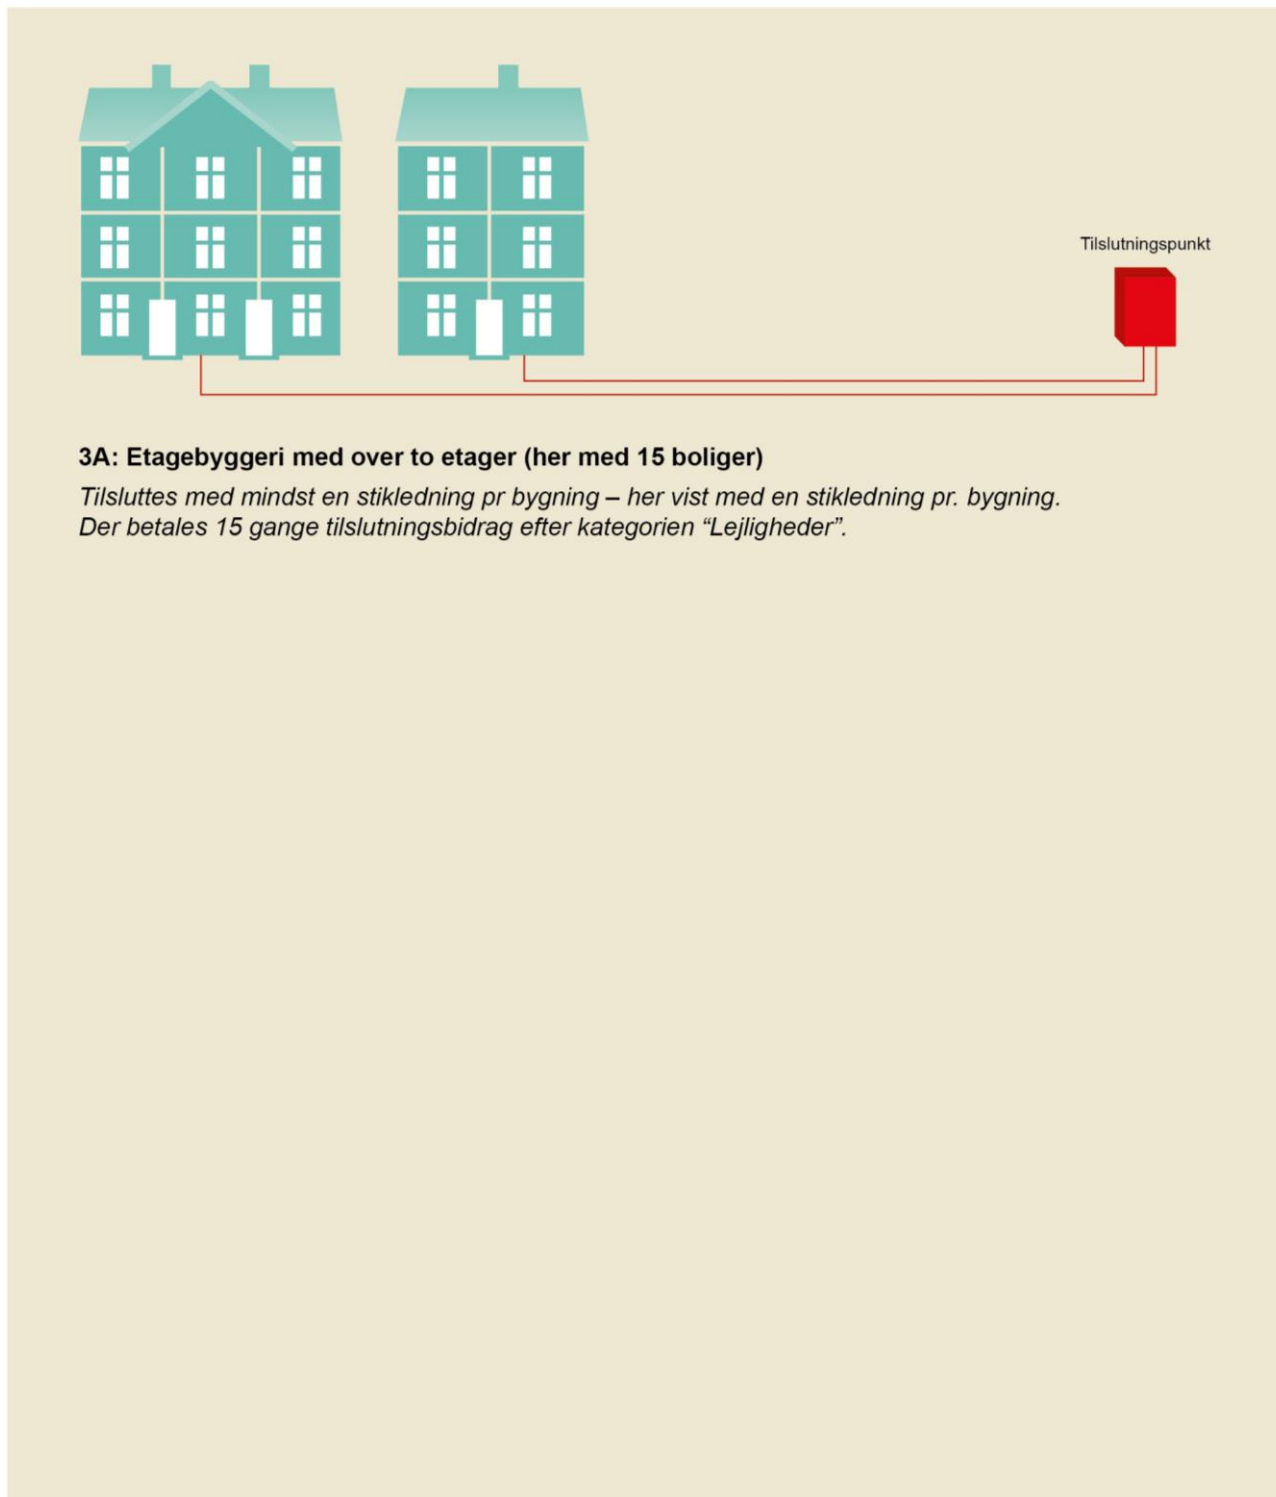 Tilslutningspunkt
3A: Etagebyggeri med over to etager (her med 15 boliger)
Tilsluttes med mindst en stikledning pr bygning – her vist med en stikledning pr. bygning.
Der betales 15 gange tilslutningsbidrag efter kategorien “Lejligheder”.